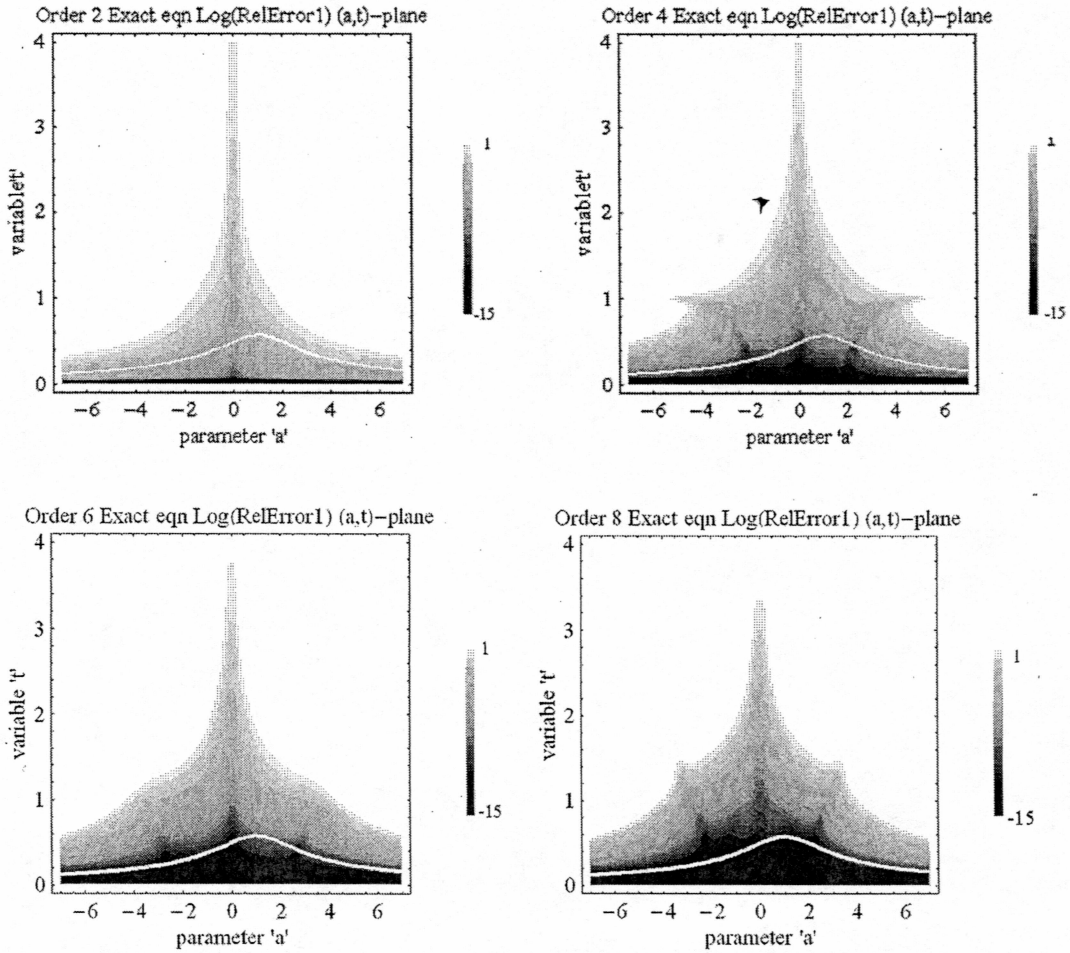 Order 2 Exact eqn Log(RelError1) (a,t)−plane
4
3
2
1
0
variable't'
−6 −4 −2 0 2 4 6
parameter 'a'
1
-15
Order 4 Exact eqn Log(RelError1) (a,t)−plane
4
3
2
1
0
variable't'
−6 −4 −2 0 2 4 6
parameter 'a'
1
-15
Order 6 Exact eqn Log(RelError1) (a,t)−plane
4
3
2
1
0
variable 't'
−6 −4 −2 0 2 4 6
parameter 'a'
1
-15
Order 8 Exact eqn Log(RelError1) (a,t)−plane
4
3
2
1
0
variable 't'
−6 −4 −2 0 2 4 6
parameter 'a'
1
-15